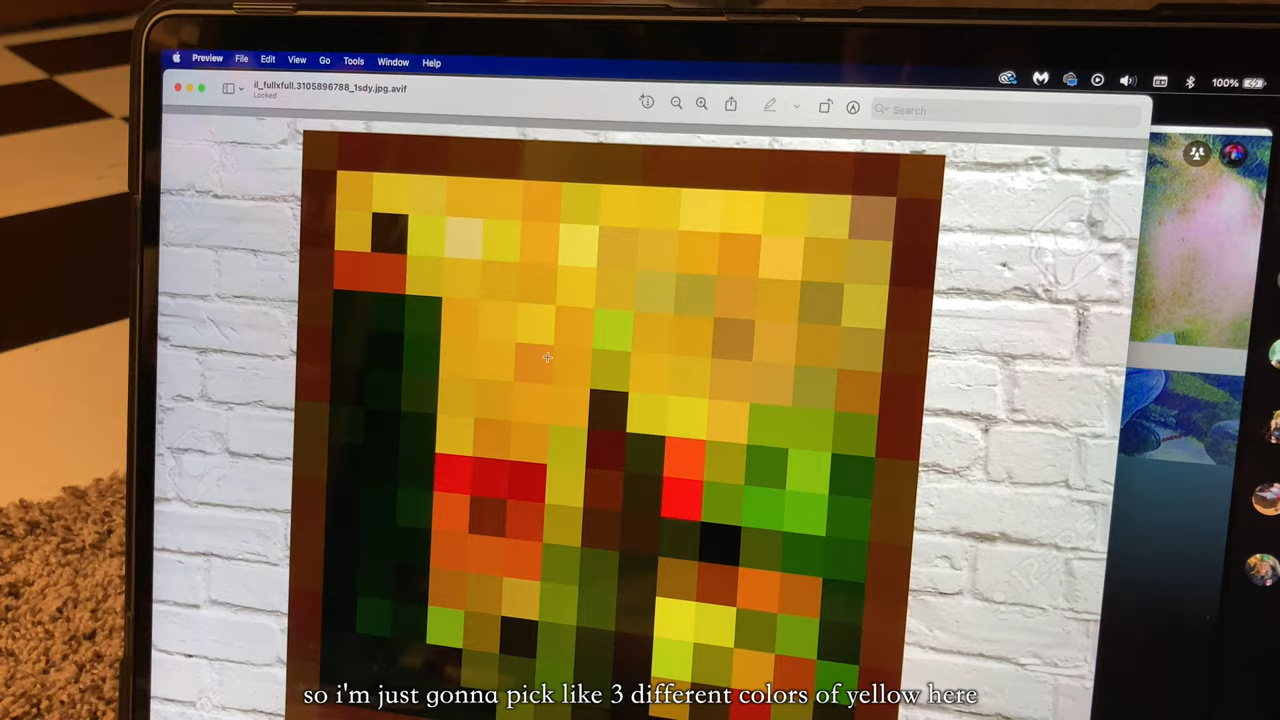 Preview File Edit View Go Tools Window Help
100%
il_fullxfull.3105896788_1sdy.jpg.avif
Locked
Search
so i'm just gonna pick like 3 different colors of yellow here